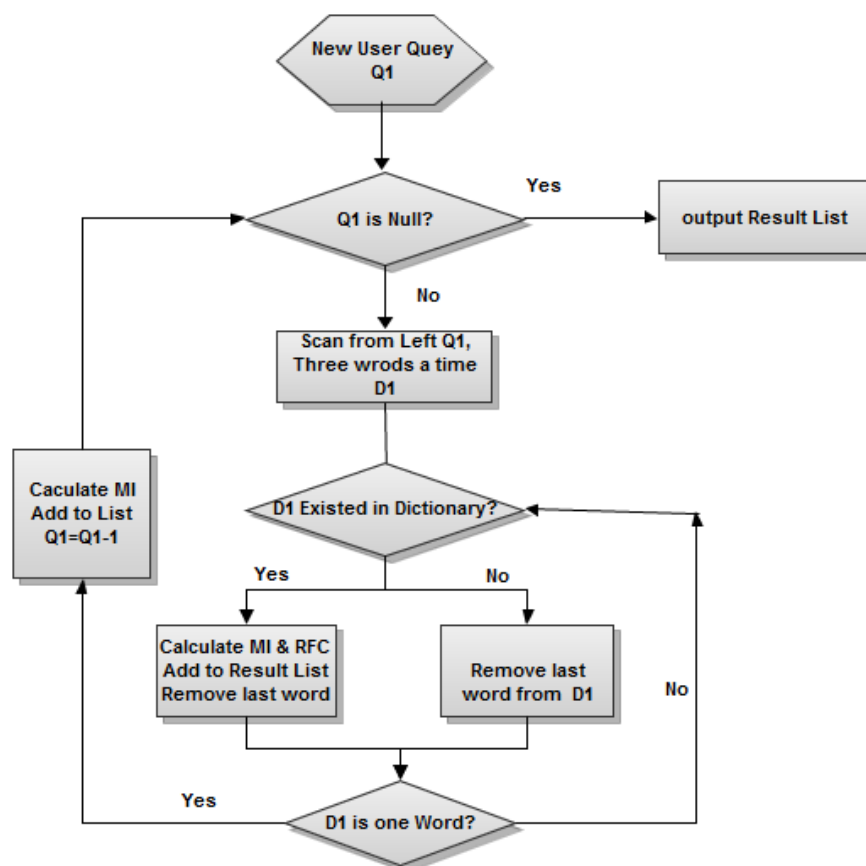 New User Quey
Q1
Q1 is Null?
Yes
output Result List
No
Scan from Left Q1,
Three wrods a time
D1
Caculate MI
Add to List
Q1=Q1-1
D1 Existed in Dictionary?
Yes
No
Calculate MI & RFC
Add to Result List
Remove last word
Remove last
word from D1
No
Yes
D1 is one Word?